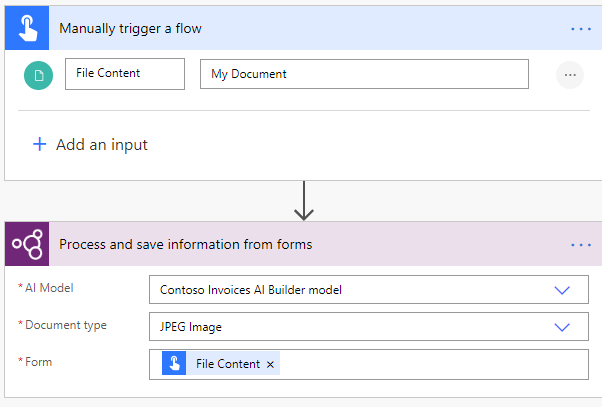 Manually trigger a flow
File Content
My Document
Add an input
Process and save information from forms
* AI Model
Contoso Invoices AI Builder model
* Document type
JPEG Image
* Form
File Content ×